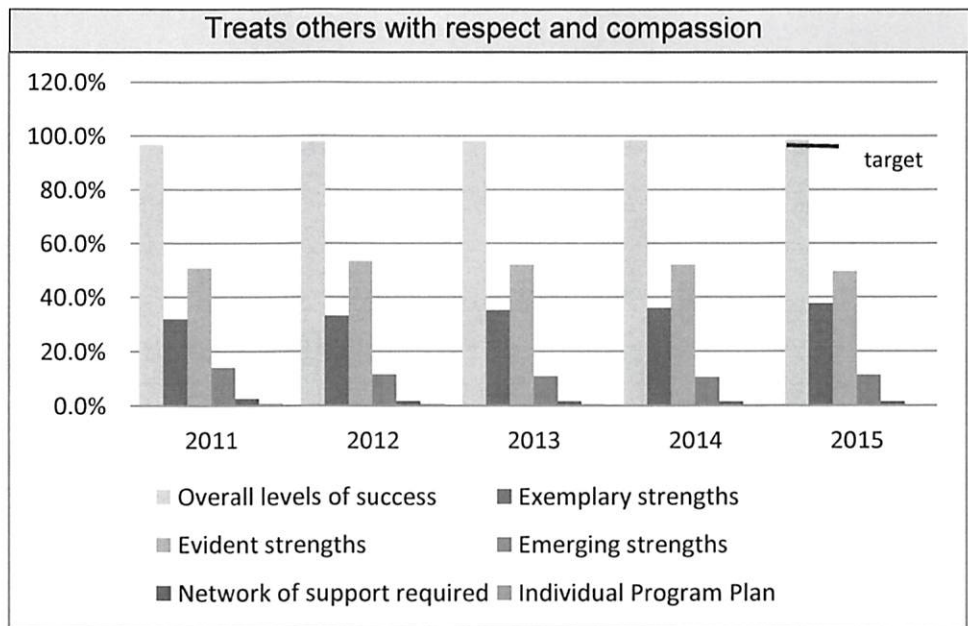 Treats others with respect and compassion
120.0%
100.0%
target
80.0%
60.0%
40.0%
20.0%
0.0%
2011 2012 2013 2014 2015
Overall levels of success Exemplary strengths
Evident strengths Emerging strengths
Network of support required Individual Program Plan